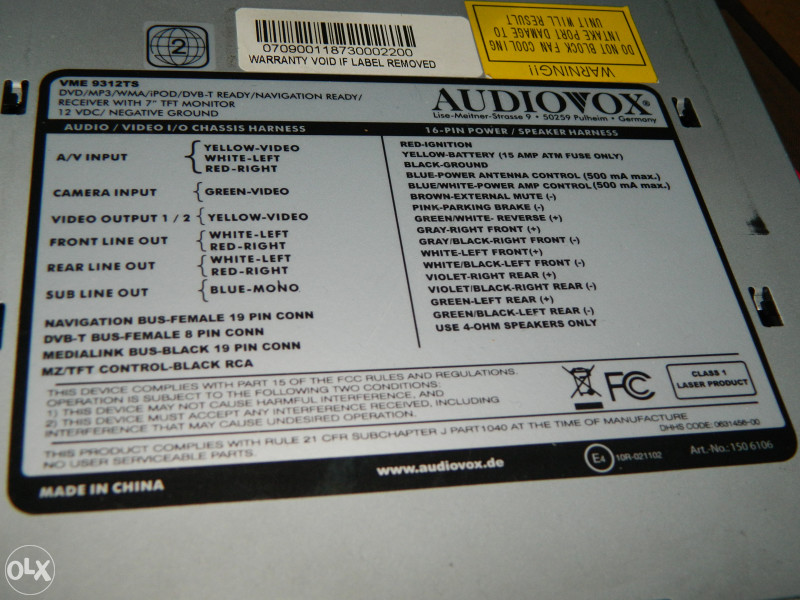 2
070900118730002200
WARRANTY VOID IF LABEL REMOVED
WARNING!!
DO NOT BLOCK FAN COOLING
INTAKE PORT DAMAGE TO
UNIT WILL RESULT
VME 9312TS
DVD/MP3/WMA/iPOD/DVB-T READY/NAVIGATION READY/
RECEIVER WITH 7" TFT MONITOR
12 VDC/ NEGATIVE GROUND
AUDIOVOX®
Lise-Meitner-Strasse 9 • 50259 Pulheim • Germany
AUDIO / VIDEO I/O CHASSIS HARNESS
A/V INPUT
YELLOW-VIDEO
WHITE-LEFT
RED-RIGHT
CAMERA INPUT
GREEN-VIDEO
VIDEO OUTPUT 1 / 2
YELLOW-VIDEO
FRONT LINE OUT
WHITE-LEFT
RED-RIGHT
REAR LINE OUT
WHITE-LEFT
RED-RIGHT
SUB LINE OUT
BLUE-MONO
NAVIGATION BUS-FEMALE 19 PIN CONN
DVB-T BUS-FEMALE 8 PIN CONN
MEDIALINK BUS-BLACK 19 PIN CONN
MZ/TFT CONTROL-BLACK RCA
16-PIN POWER / SPEAKER HARNESS
RED-IGNITION
YELLOW-BATTERY (15 AMP ATM FUSE ONLY)
BLACK-GROUND
BLUE-POWER ANTENNA CONTROL (500 mA max.)
BLUE/WHITE-POWER AMP CONTROL (500 mA max.)
BROWN-EXTERNAL MUTE (-)
PINK-PARKING BRAKE (-)
GREEN/WHITE- REVERSE (+)
GRAY-RIGHT FRONT (+)
GRAY/BLACK-RIGHT FRONT (-)
WHITE-LEFT FRONT(+)
WHITE/BLACK-LEFT FRONT (-)
VIOLET-RIGHT REAR (+)
VIOLET/BLACK-RIGHT REAR (-)
GREEN-LEFT REAR (+)
GREEN/BLACK-LEFT REAR (-)
USE 4-OHM SPEAKERS ONLY
THIS DEVICE COMPLIES WITH PART 15 OF THE FCC RULES AND REGULATIONS.
OPERATION IS SUBJECT TO THE FOLLOWING TWO CONDITIONS:
1) THIS DEVICE MAY NOT CAUSE HARMFUL INTERFERENCE, AND
2) THIS DEVICE MUST ACCEPT ANY INTERFERENCE RECEIVED, INCLUDING
INTERFERENCE THAT MAY CAUSE UNDESIRED OPERATION.
FC
CLASS 1
LASER PRODUCT
THIS PRODUCT COMPLIES WITH RULE 21 CFR SUBCHAPTER J PART1040 AT THE TIME OF MANUFACTURE
NO USER SERVICEABLE PARTS.
DHHS CODE: 0631456-00
MADE IN CHINA
www.audiovox.de
E4
10R-021102
Art.-No.: 150 6106
OLX